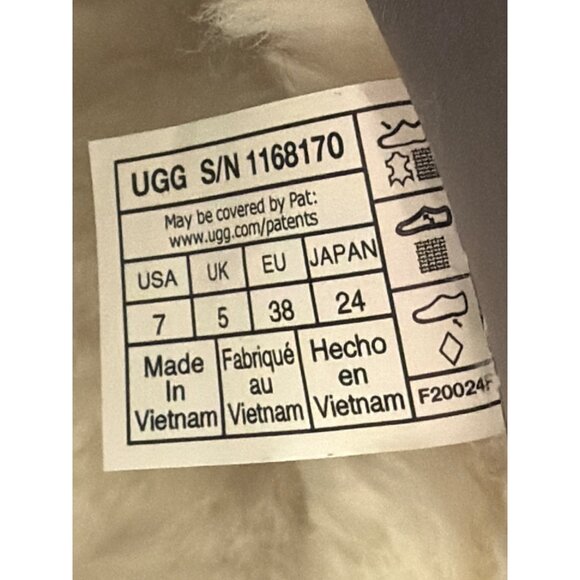 UGG S/N 1168170
May be covered by Pat:
www.ugg.com/patents
USA UK EU JAPAN
7 5 38 24
Made In Vietnam
Fabriqué au Vietnam
Hecho en Vietnam